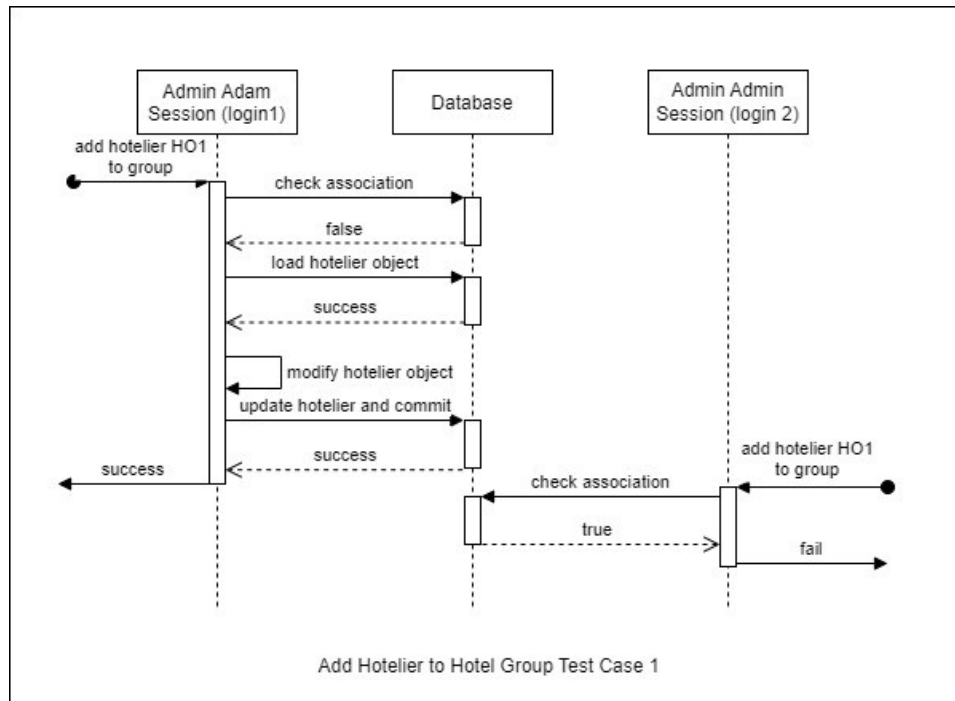 Admin Adam
Session (login1)
Database
Admin Admin
Session (login 2)
add hotelier HO1
to group
check association
false
load hotelier object
success
modify hotelier object
update hotelier and commit
success
success
add hotelier HO1
to group
check association
true
fail
Add Hotelier to Hotel Group Test Case 1